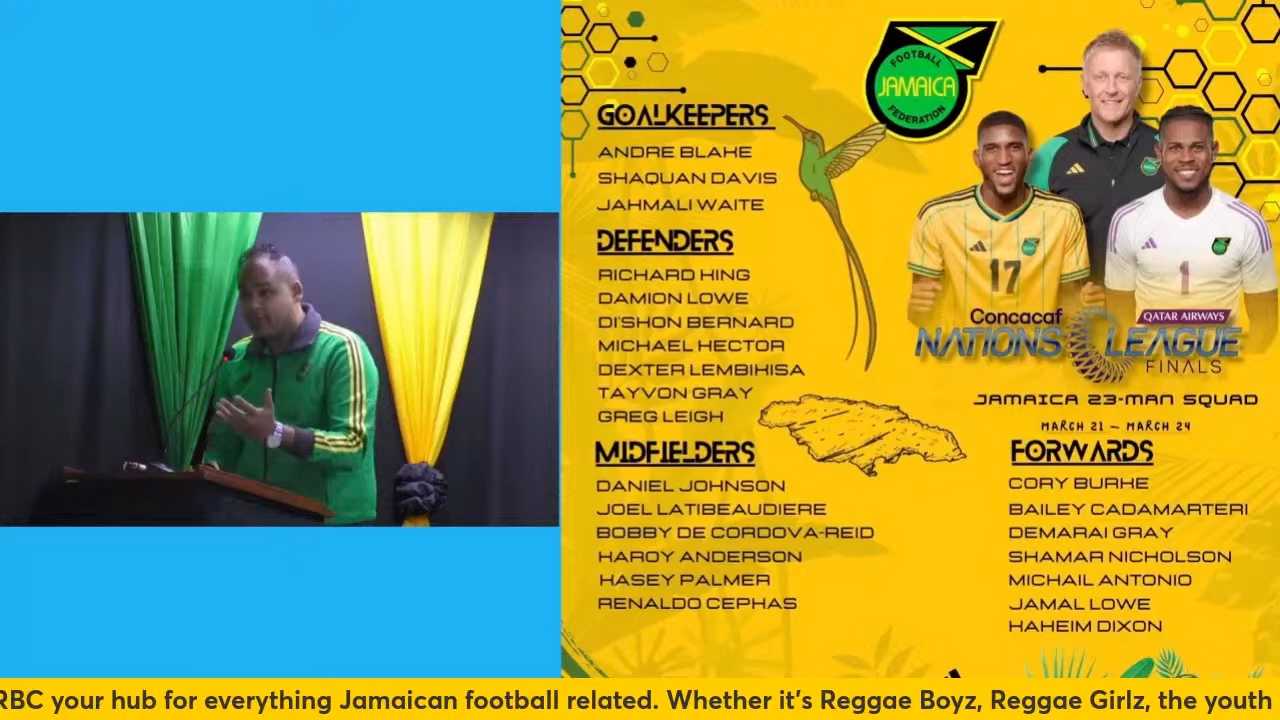 FOOTBALL
JAMAICA
FEDERATION
GOALKEEPERS
ANDRE BLAKE
SHAQUAN DAVIS
JAHMALI WAITE
DEFENDERS
RICHARD KING
DAMION LOWE
DI'SHON BERNARD
MICHAEL HECTOR
DEXTER LEMBIKISA
TAYVON GRAY
GREG LEIGH
MIDFIELDERS
DANIEL JOHNSON
JOEL LATIBEAUDIERE
BOBBY DE CORDOVA-REID
KAROY ANDERSON
KASEY PALMER
RENALDO CEPHAS
17
1
Concacaf
QATAR AIRWAYS
NATIONS LEAGUE
FINALS
JAMAICA 23-MAN SQUAD
MARCH 21 – MARCH 24
FORWARDS
CORY BURKE
BAILEY CADAMARTERI
DEMARAI GRAY
SHAMAR NICHOLSON
MICHAIL ANTONIO
JAMAL LOWE
KAHEIM DIXON
RBC your hub for everything Jamaican football related. Whether it's Reggae Boyz, Reggae Girlz, the youth